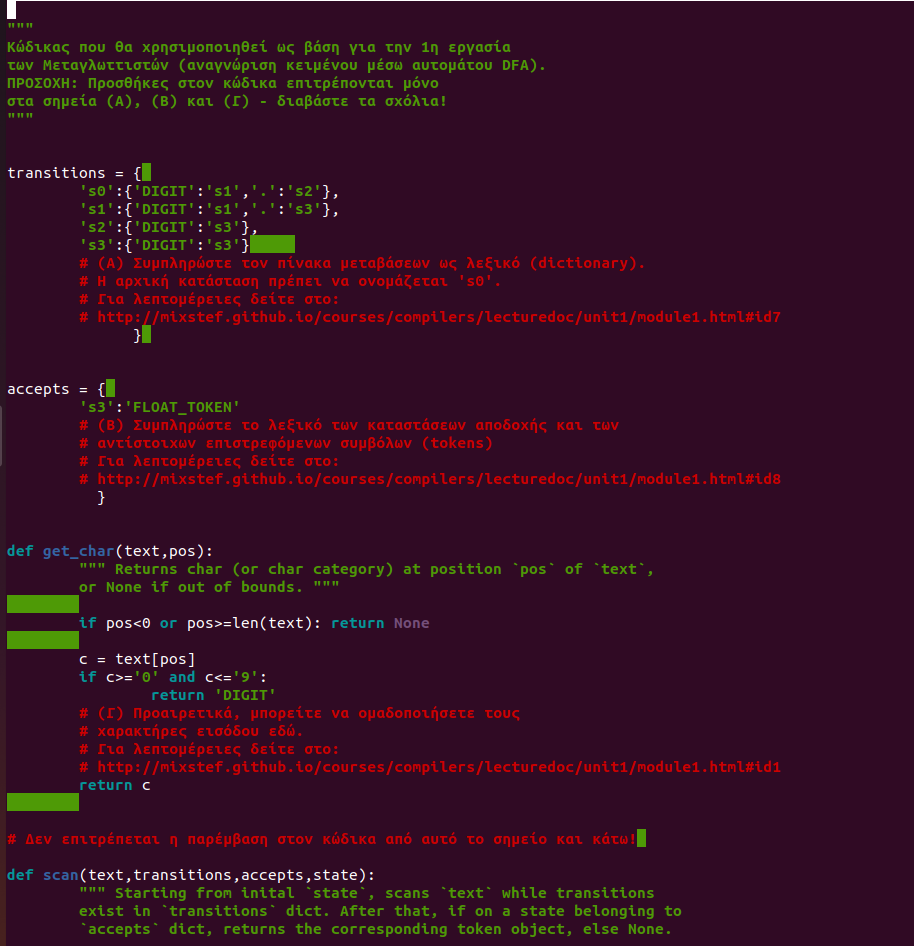 """
Κώδικας που θα χρησιμοποιηθεί ως βάση για την 1η εργασία
των Μεταγλωττιστών (αναγνώριση κειμένου μέσω αυτομάτου DFA).
ΠΡΟΣΟΧΗ: Προσθήκες στον κώδικα επιτρέπονται μόνο
στα σημεία (Α), (Β) και (Γ) - διαβάστε τα σχόλια!
"""
transitions = {
's0':{'DIGIT':'s1','.':'s2'},
's1':{'DIGIT':'s1','.':'s3'},
's2':{'DIGIT':'s3'},
's3':{'DIGIT':'s3'}
# (Α) Συμπληρώστε τον πίνακα μεταβάσεων ως λεξικό (dictionary).
# Η αρχική κατάσταση πρέπει να ονομάζεται 's0'.
# Για λεπτομέρειες δείτε στο:
# http://mixstef.github.io/courses/compilers/lecturedoc/unit1/module1.html#id7
}
accepts = {
's3':'FLOAT_TOKEN'
# (Β) Συμπληρώστε το λεξικό των καταστάσεων αποδοχής και των
# αντίστοιχων επιστρεφόμενων συμβόλων (tokens)
# Για λεπτομέρειες δείτε στο:
# http://mixstef.github.io/courses/compilers/lecturedoc/unit1/module1.html#id8
}
def get_char(text,pos):
""" Returns char (or char category) at position `pos` of `text`,
or None if out of bounds. """
if pos<0 or pos>=len(text): return None
c = text[pos]
if c>='0' and c<='9':
return 'DIGIT'
# (Γ) Προαιρετικά, μπορείτε να ομαδοποιήσετε τους
# χαρακτήρες εισόδου εδώ.
# Για λεπτομέρειες δείτε στο:
# http://mixstef.github.io/courses/compilers/lecturedoc/unit1/module1.html#id1
return c
# Δεν επιτρέπεται η παρέμβαση στον κώδικα από αυτό το σημείο και κάτω!
def scan(text,transitions,accepts,state):
""" Starting from inital `state`, scans `text` while transitions
exist in `transitions` dict. After that, if on a state belonging to
`accepts` dict, returns the corresponding token object, else None.